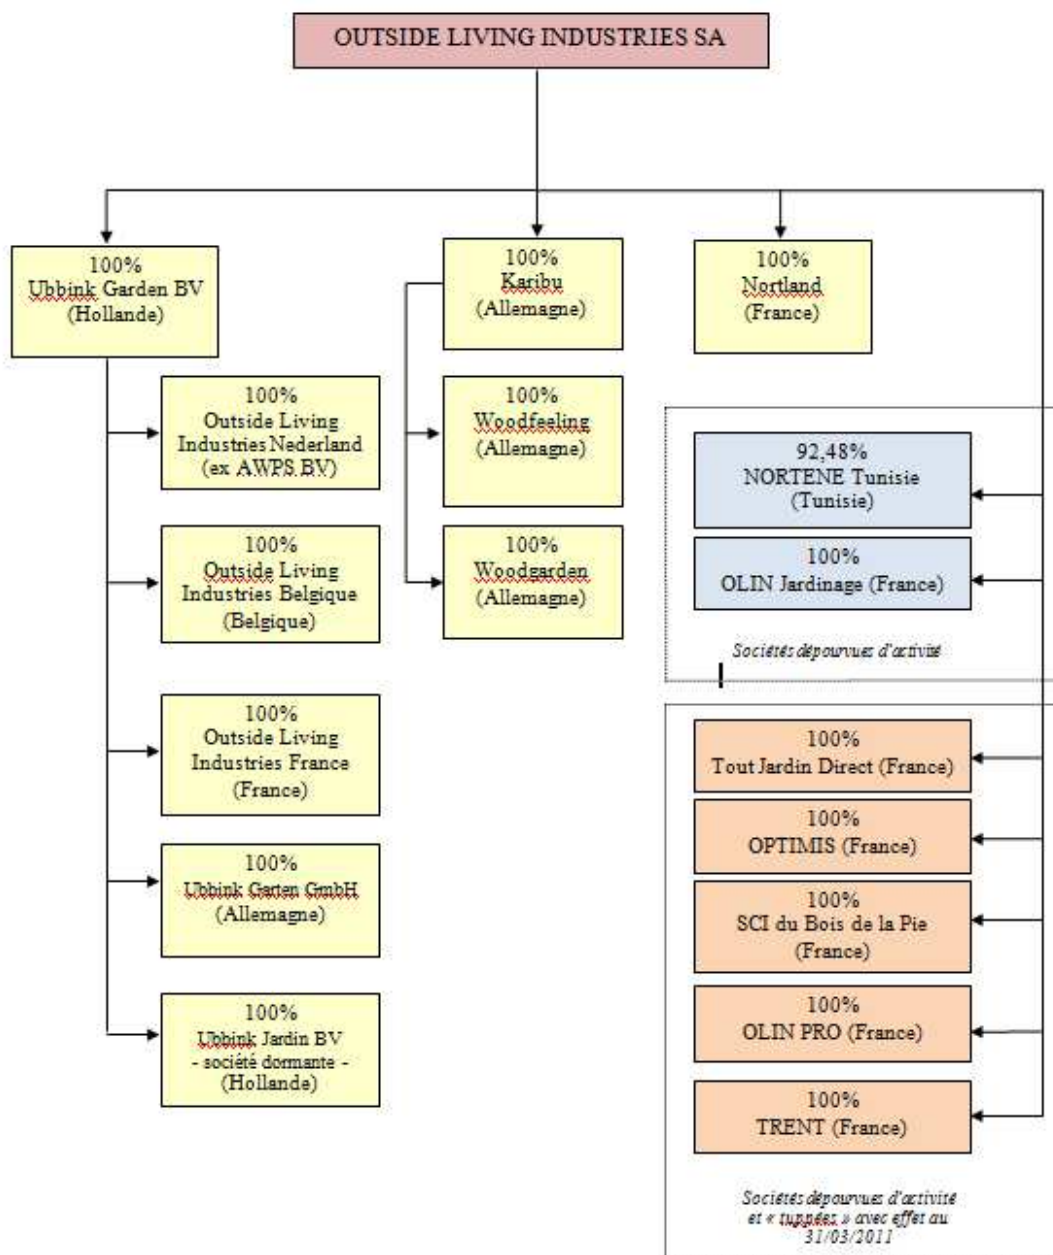 OUTSIDE LIVING INDUSTRIES SA
100%
Ubbink Garden BV
(Hollande)
100%
Outside Living
Industries Nederland
(ex AWPS BV)
100%
Outside Living
Industries Belgique
(Belgique)
100%
Outside Living
Industries France
(France)
100%
Ubbink Garten GmbH
(Allemagne)
100%
Ubbink Jardin BV
- société dormante -
(Hollande)
100%
Karibu
(Allemagne)
100%
Woodfeeling
(Allemagne)
100%
Woodgarden
(Allemagne)
100%
Nortland
(France)
92,48%
NORTENE Tunisie
(Tunisie)
100%
OLIN Jardinage (France)
Sociétés dépourvues d'activité
100%
Tout Jardin Direct (France)
100%
OPTIMIS (France)
100%
SCI du Bois de la Pie
(France)
100%
OLIN PRO (France)
100%
TRENT (France)
Sociétés dépourvues d'activité
et « tuppées » avec effet au
31/03/2011